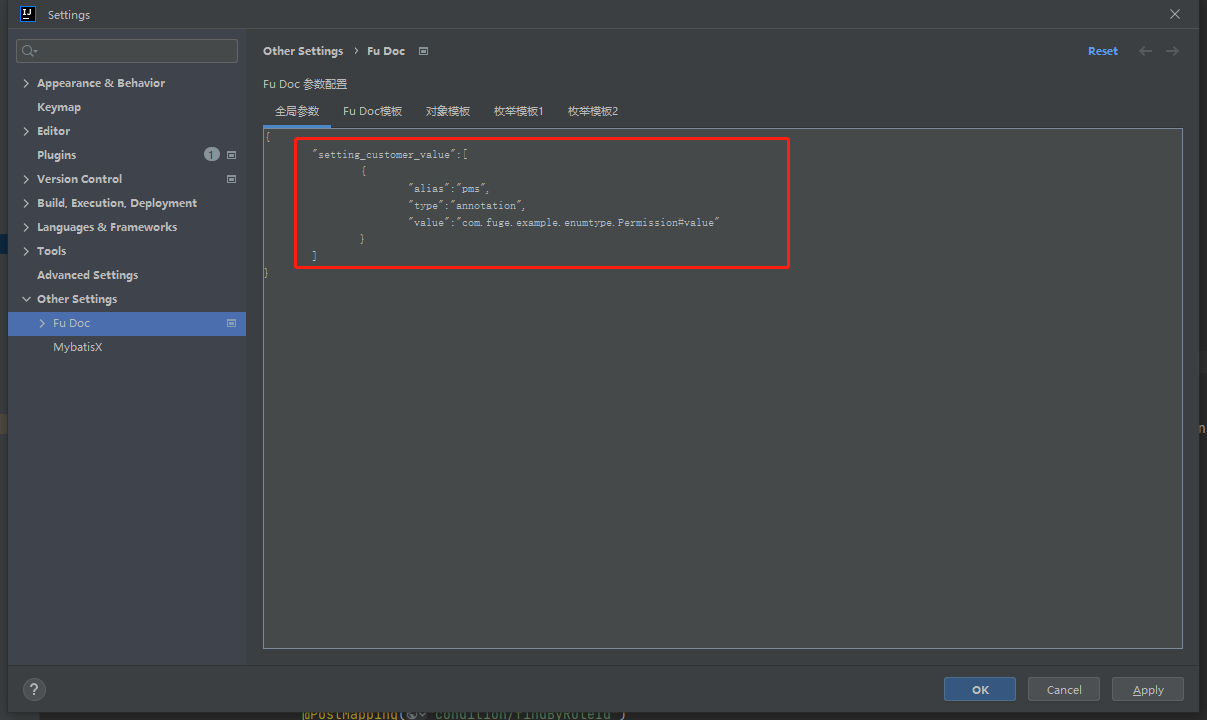 IJ
Settings
Other Settings › Fu Doc
Reset
Appearance & Behavior
Keymap
Editor
Plugins
1
Version Control
Build, Execution, Deployment
Languages & Frameworks
Tools
Advanced Settings
Other Settings
Fu Doc
MybatisX
Fu Doc 参数配置
全局参数 Fu Doc模板 对象模板 枚举模板1 枚举模板2
{
"setting_customer_value":[
{
"alias":"pms",
"type":"annotation",
"value":"com.fuge.example.enumtype.Permission#value"
}
]
}
n
?
OK Cancel Apply
@PostMapping( "condition/findByRoleId")